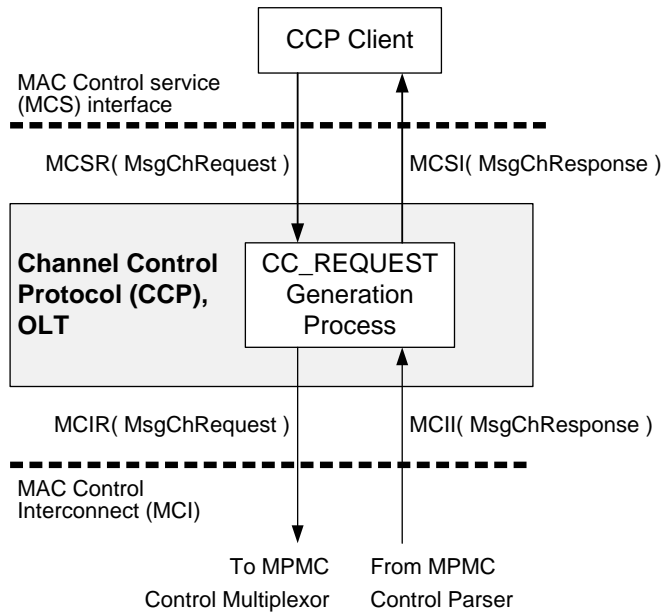 CCP Client
MAC Control service
(MCS) interface
MCSR( MsgChRequest )
MCSI( MsgChResponse )
Channel Control
Protocol (CCP),
OLT
CC_REQUEST
Generation
Process
MCIR( MsgChRequest )
MCII( MsgChResponse )
MAC Control
Interconnect (MCI)
To MPMC
Control Multiplexor
From MPMC
Control Parser